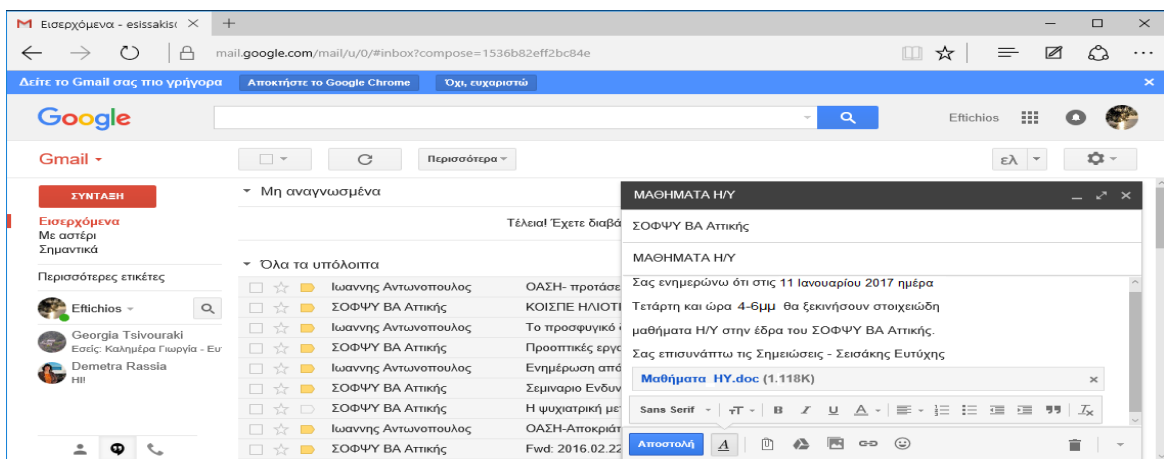 Εισερχόμενα - esissakis(
mail.google.com/mail/u/0/#inbox?compose=1536b82eff2bc84e
Δείτε το Gmail σας πιο γρήγορα Αποκτήστε το Google Chrome Όχι, ευχαριστώ
Google Eftichios
Gmail Περισσότερα ελ
ΣΥΝΤΑΞΗ
Εισερχόμενα
Με αστέρι
Σημαντικά
Περισσότερες ετικέτες
Eftichios
Georgia Tsivouraki
Εσείς: Καλημέρα Γιωργία - Ευ
Demetra Rassia
HI!
Μη αναγνωσμένα
Τέλεια! Έχετε διαβά
Όλα τα υπόλοιπα
Ιωαννης Αντωνοπουλος ΟΑΣΗ- προτάσε
ΣΟΦΨΥ ΒΑ Αττικής ΚΟΙΣΠΕ ΗΛΙΟΤΡ
Ιωαννης Αντωνοπουλος Το προσφυγικό
ΣΟΦΨΥ ΒΑ Αττικής Προοπτικές εργα
Ιωαννης Αντωνοπουλος Ενημέρωση από
ΣΟΦΨΥ ΒΑ Αττικής Σεμιναριο Ενδυν
ΣΟΦΨΥ ΒΑ Αττικής Η ψυχιατρική με
Ιωαννης Αντωνοπουλος ΟΑΣΗ-Αποκριάτ
ΣΟΦΨΥ ΒΑ Αττικής Fwd: 2016.02.22
ΜΑΘΗΜΑΤΑ Η/Υ
ΣΟΦΨΥ ΒΑ Αττικής
ΜΑΘΗΜΑΤΑ Η/Υ
Σας ενημερώνω ότι στις 11 Ιανουαρίου 2017 ημέρα
Τετάρτη και ώρα 4-6μμ θα ξεκινήσουν στοιχειώδη
μαθήματα Η/Υ στην έδρα του ΣΟΦΨΥ ΒΑ Αττικής.
Σας επισυνάπτω τις Σημειώσεις - Σεισάκης Ευτύχης
Μαθήματα HY.doc (1.118K)
Sans Serif
Αποστολή